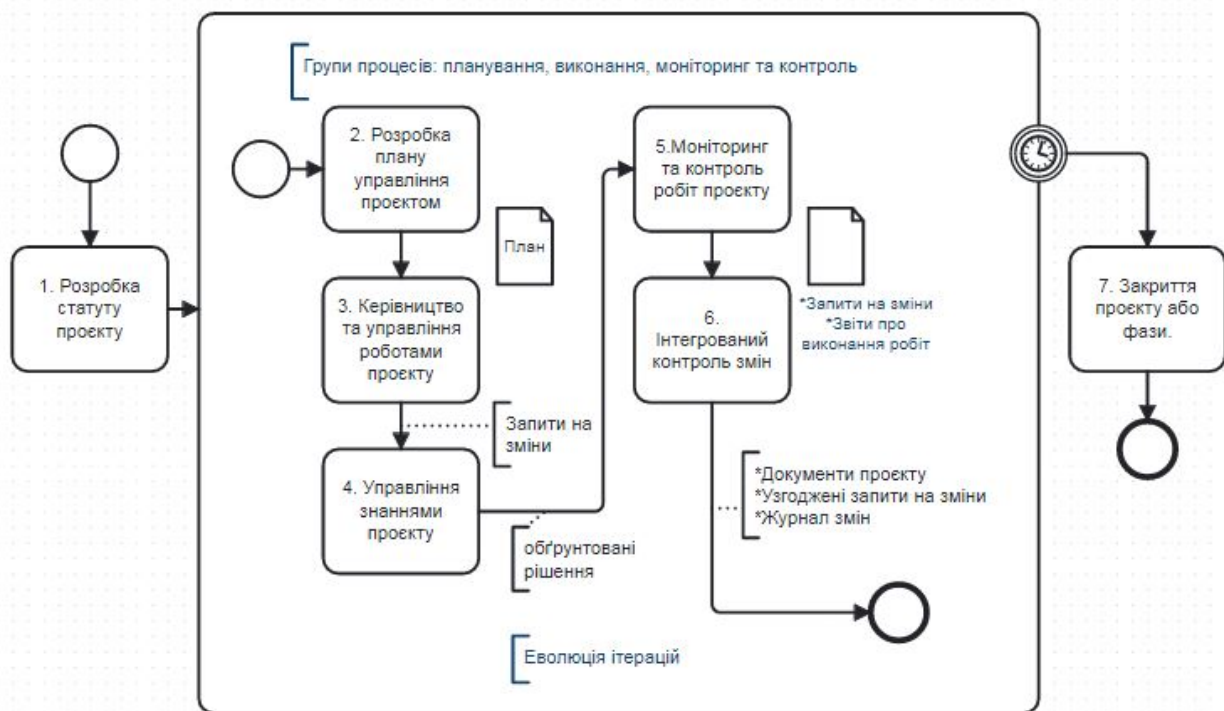 Групи процесів: планування, виконання, моніторинг та контроль
1. Розробка
статуту
проєкту
2. Розробка
плану
управління
проєктом
План
3. Керівництво
та управління
роботами
проєкту
Запити на
зміни
4. Управління
знаннями
проєкту
обґрунтовані
рішення
5.Моніторинг
та контроль
робіт проєкту
*Запити на зміни
*Звіти про
виконання робіт
6.
Інтегрований
контроль змін
*Документи проєкту
*Узгоджені запити на зміни
*Журнал змін
Еволюція ітерацій
7. Закриття
проєкту або
фази.